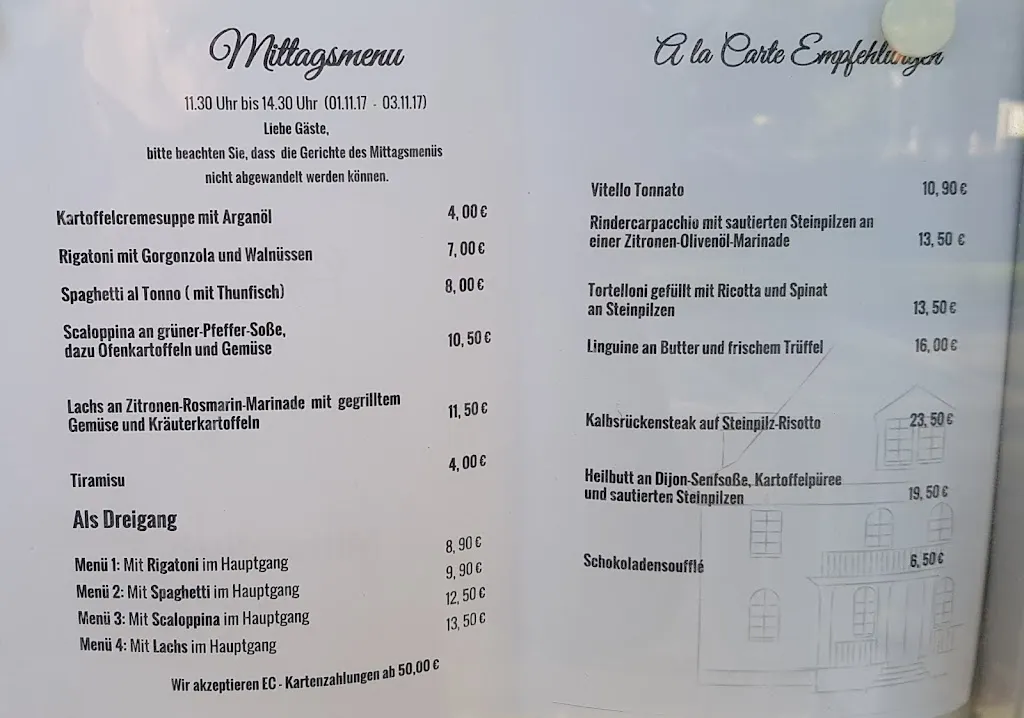 Mittagsmenu
11.30 Uhr bis 14.30 Uhr (01.11.17 - 03.11.17)
Liebe Gäste,
bitte beachten Sie, dass die Gerichte des Mittagsmenüs
nicht abgewandelt werden können.
Kartoffelcremesuppe mit Arganöl 4,00 €
Rigatoni mit Gorgonzola und Walnüssen 7,00 €
Spaghetti al Tonno ( mit Thunfisch) 8,00 €
Scaloppina an grüner-Pfeffer-Soße,
dazu Ofenkartoffeln und Gemüse 10,50 €
Lachs an Zitronen-Rosmarin-Marinade mit gegrilltem
Gemüse und Kräuterkartoffeln 11,50 €
Tiramisu 4,00 €
Als Dreigang
Menü 1: Mit Rigatoni im Hauptgang 8,90 €
Menü 2: Mit Spaghetti im Hauptgang 9,90 €
Menü 3: Mit Scaloppina im Hauptgang 12,50 €
Menü 4: Mit Lachs im Hauptgang 13,50 €
Wir akzeptieren EC - Kartenzahlungen ab 50,00 €
A la Carte Empfehlungen
Vitello Tonnato 10,90 €
Rindercarpacchio mit sautierten Steinpilzen an
einer Zitronen-Olivenöl-Marinade 13,50 €
Tortelloni gefüllt mit Ricotta und Spinat
an Steinpilzen 13,50 €
Linguine an Butter und frischem Trüffel 16,00 €
Kalbsrückensteak auf Steinpilz-Risotto 23,50 €
Heilbutt an Dijon-Senfsoße, Kartoffelpüree
und sautierten Steinpilzen 19,50 €
Schokoladensoufflé 6,50 €